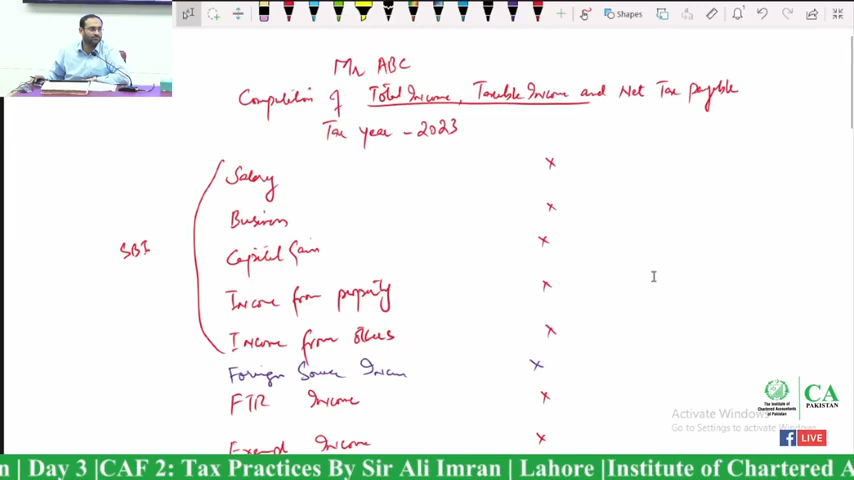 Shapes
Mr ABC
Computation of Total Income, Taxable Income and Net Tax payable
Tax year - 2023
Salary x
Business x
SBI
Capital Gain x
Income from property x
Income from others x
Foreign Source Income x
FTR Income x
Exempt Income x
Activate Windows
Go to Settings to activate Windows.
The Institute of
Chartered Accountants
of Pakistan
CA
PAKISTAN
f LIVE
n | Day 3 |CAF 2: Tax Practices By Sir Ali Imran | Lahore |Institute of Chartered A